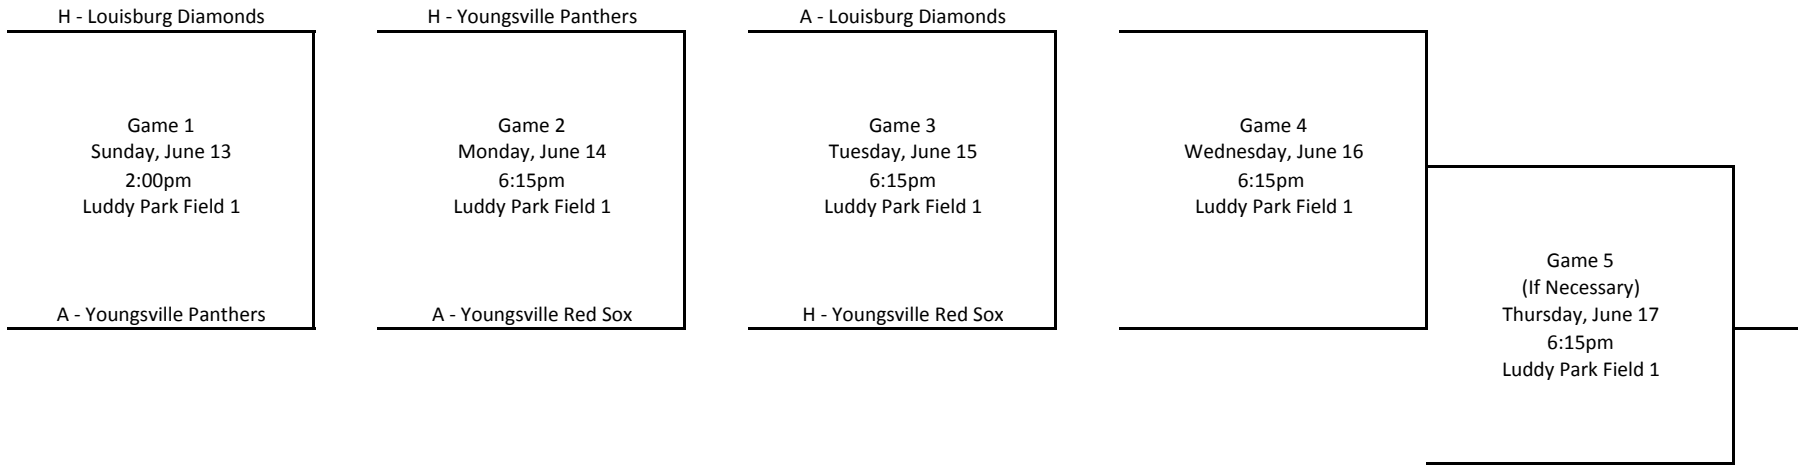 H - Louisburg Diamonds
Game 1
Sunday, June 13
2:00pm
Luddy Park Field 1
A - Youngsville Panthers
H - Youngsville Panthers
Game 2
Monday, June 14
6:15pm
Luddy Park Field 1
A - Youngsville Red Sox
A - Louisburg Diamonds
Game 3
Tuesday, June 15
6:15pm
Luddy Park Field 1
H - Youngsville Red Sox
Game 4
Wednesday, June 16
6:15pm
Luddy Park Field 1
Game 5
(If Necessary)
Thursday, June 17
6:15pm
Luddy Park Field 1